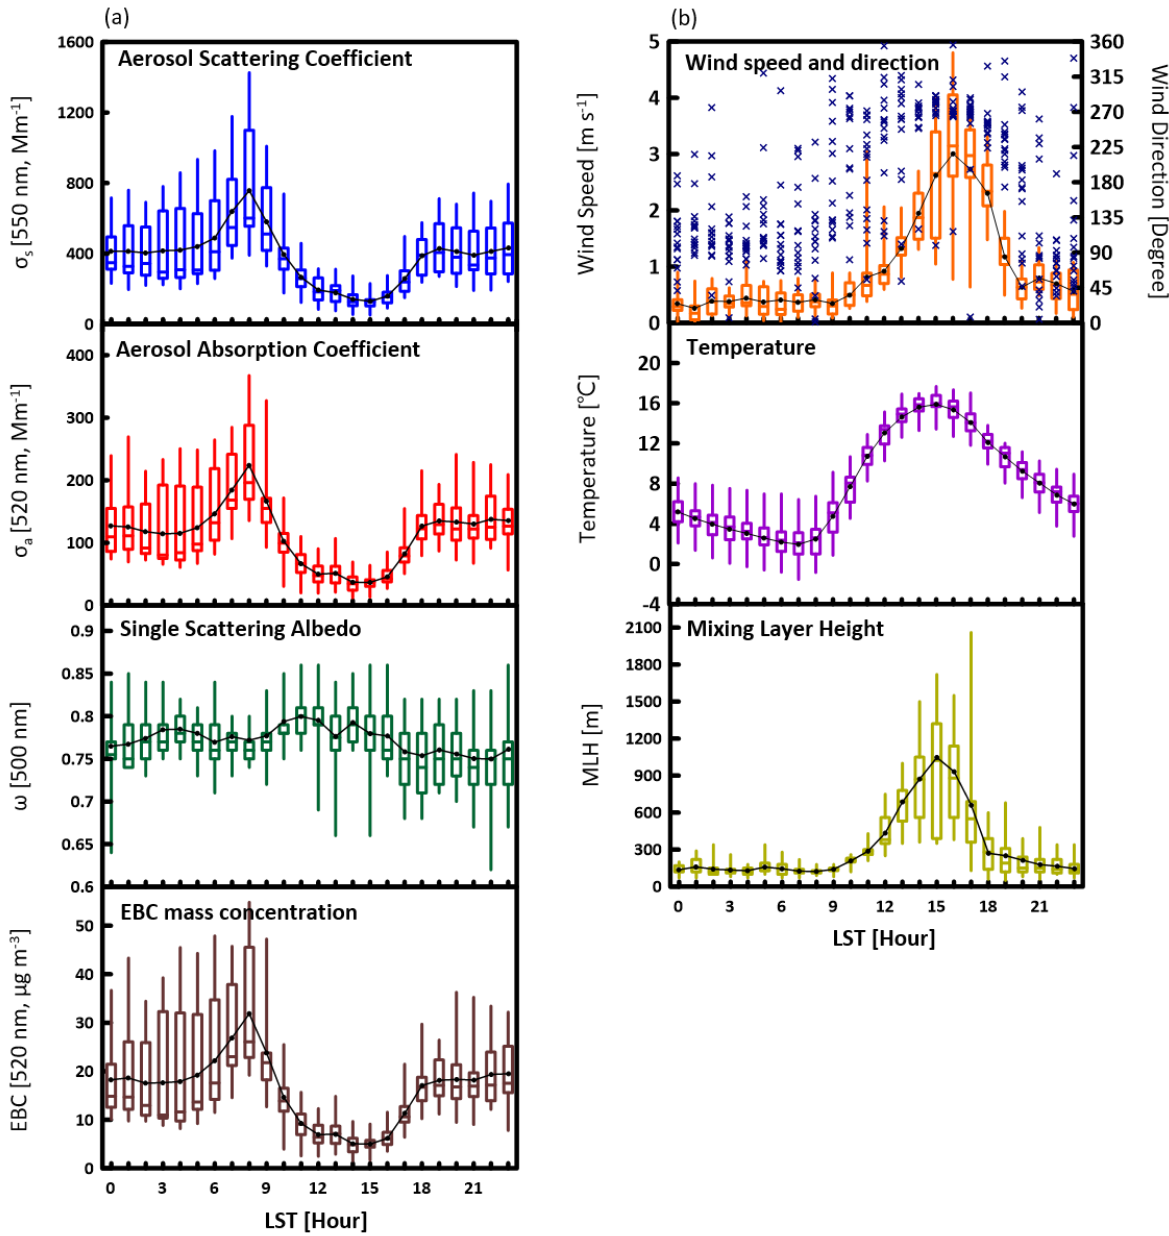 (a)
Aerosol Scattering Coefficient
σs [550 nm, Mm-1]
1600
1200
800
400
0
Aerosol Absorption Coefficient
σa [520 nm, Mm-1]
400
300
200
100
0
Single Scattering Albedo
ω [500 nm]
0.9
0.85
0.8
0.75
0.7
0.65
0.6
EBC mass concentration
EBC [520 nm, µg m-3]
50
40
30
20
10
0
0 3 6 9 12 15 18 21
LST [Hour]
(b)
Wind speed and direction
Wind Speed [m s-1]
5
4
3
2
1
0
360
315
270
225
180
135
90
45
0
Wind Direction [Degree]
Temperature
Temperature [℃]
20
16
12
8
4
0
-4
Mixing Layer Height
MLH [m]
2100
1800
1500
1200
900
600
300
0
0 3 6 9 12 15 18 21
LST [Hour]